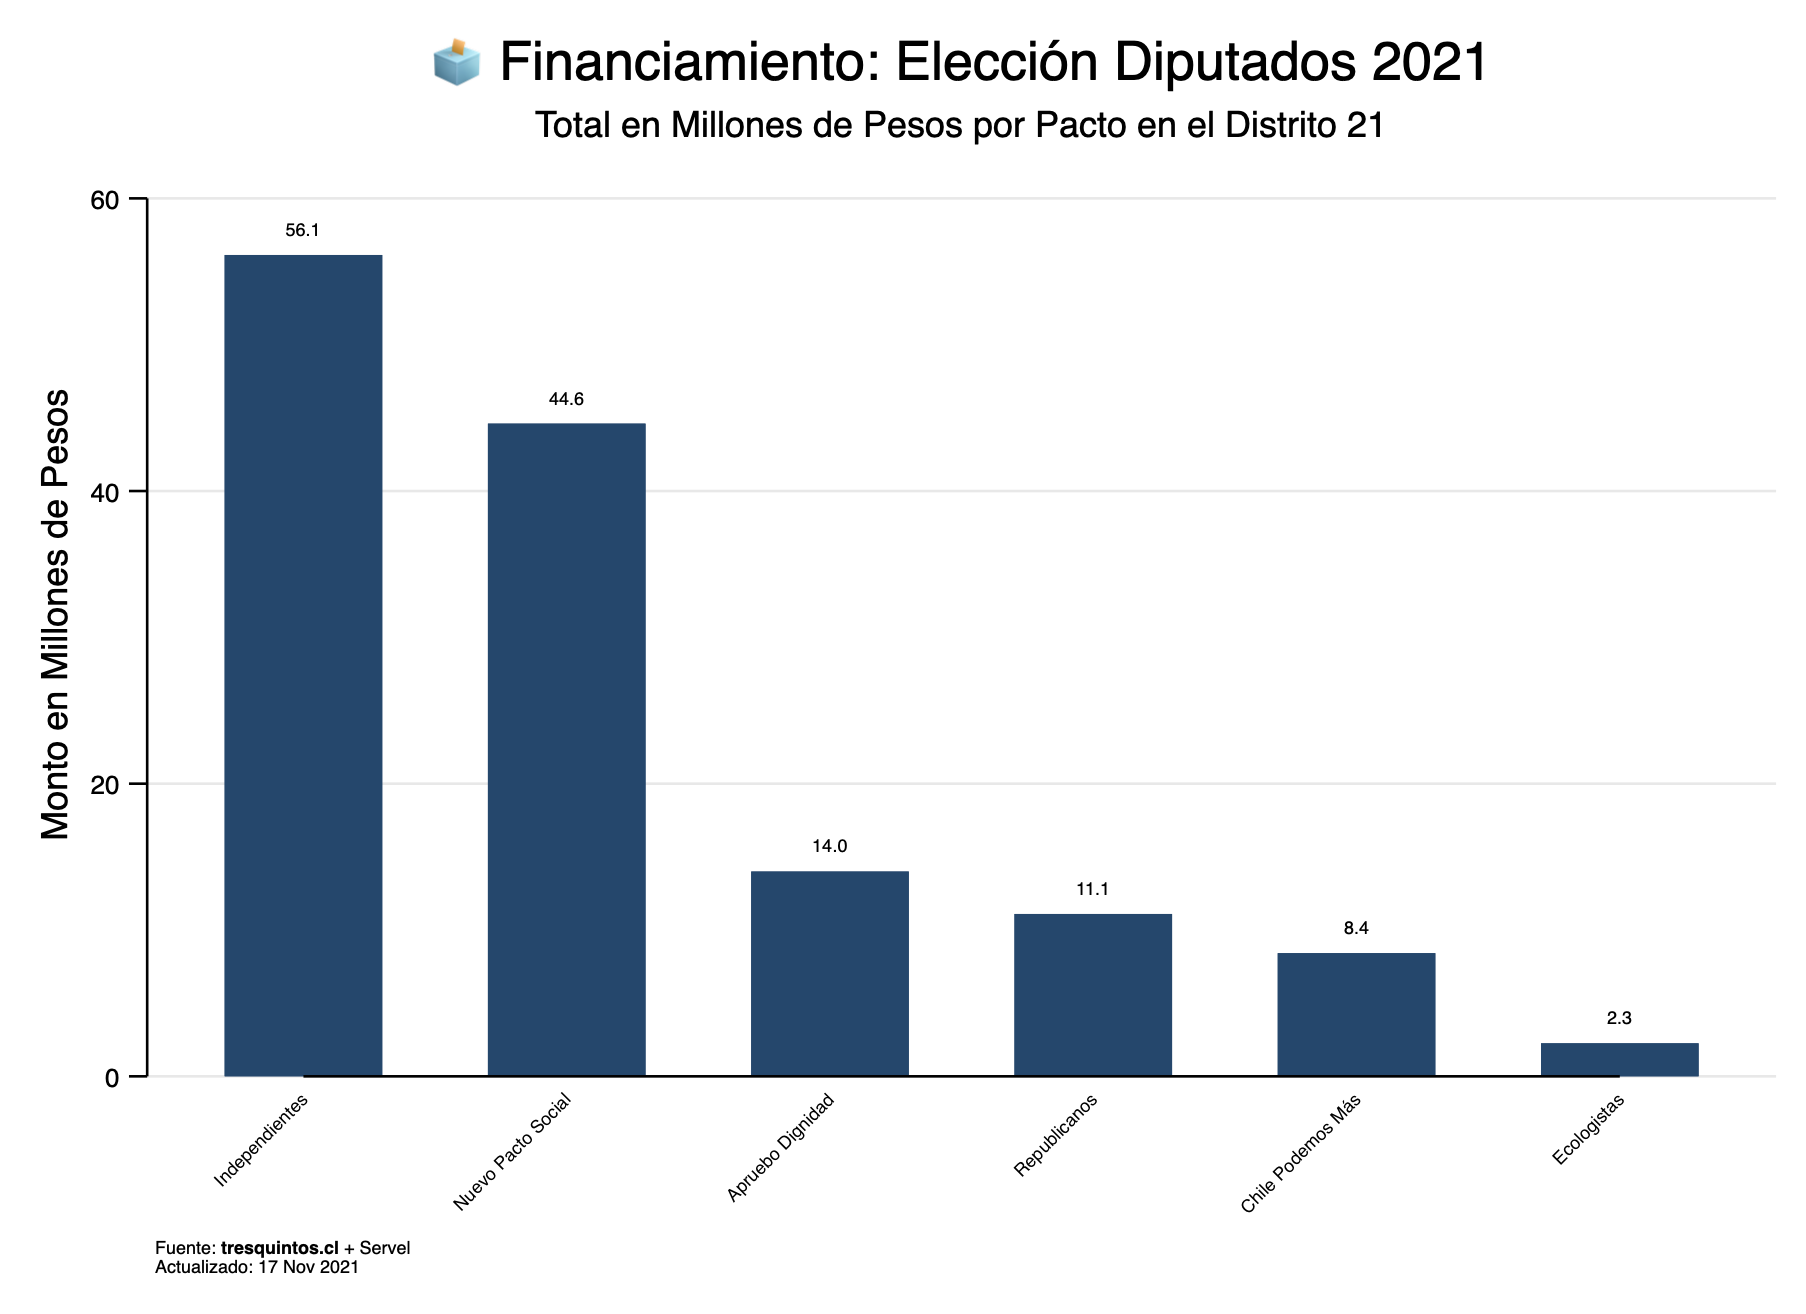 Financiamiento: Elección Diputados 2021
Total en Millones de Pesos por Pacto en el Distrito 21
Monto en Millones de Pesos
60
40
20
0
56.1
44.6
14.0
11.1
8.4
2.3
Independientes
Nuevo Pacto Social
Apruebo Dignidad
Republicanos
Chile Podemos Más
Ecologistas
Fuente: tresquintos.cl + Servel
Actualizado: 17 Nov 2021